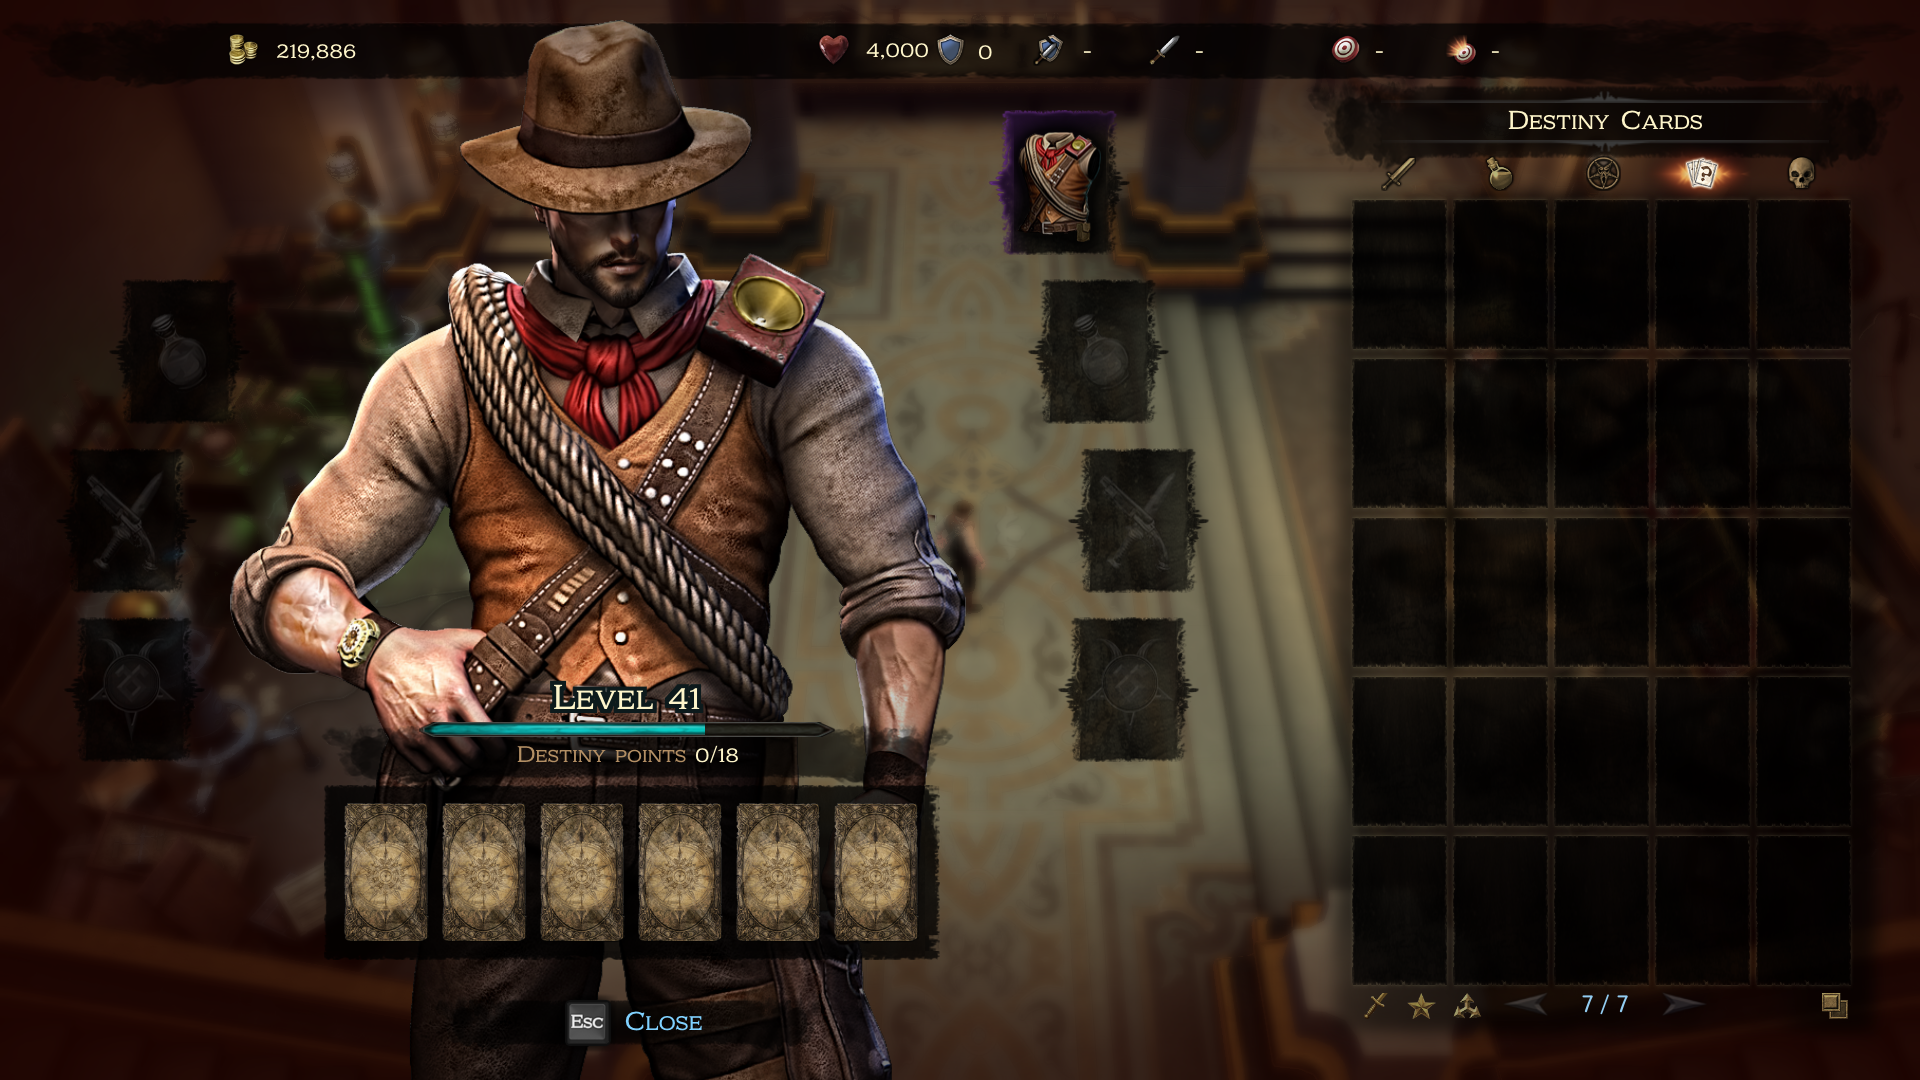 219,886
4,000
0
-
-
-
-
Destiny Cards
Level 41
Destiny points 0/18
7 / 7
Esc
Close